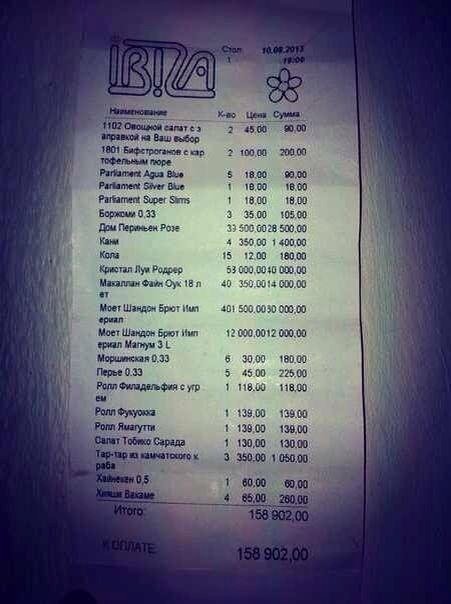 IBIZA
Стол 10.08.2013
1 19:00
Наименование К-во Цена Сумма
1102 Овощной салат с з 2 45,00 90,00
аправкой на Ваш выбор
1801 Бифстроганов с кар 2 100,00 200,00
тофельным пюре
Parliament Agua Blue 5 18,00 90,00
Parliament Silver Blue 1 18,00 18,00
Parliament Super Slims 1 18,00 18,00
Боржоми 0,33 3 35,00 105,00
Дом Периньен Розе 3 9 500,00 28 500,00
Кани 4 350,00 1 400,00
Кола 15 12,00 180,00
Кристал Луи Родрер 5 8 000,00 40 000,00
Макаллан Файн Оук 18 л 40 350,00 14 000,00
ет
Моет Шандон Брют Имп 40 1 500,00 30 000,00
ериал
Моет Шандон Брют Имп 12 000,00 12 000,00
ериал Магнум 3 L
Моршинская 0,33 6 30,00 180,00
Перье 0.33 5 45,00 225,00
Ролл Филадельфия с угр 1 118,00 118,00
ем
Ролл Фукуокка 1 139,00 139,00
Ролл Ямагутти 1 139,00 139,00
Салат Тобико Сарада 1 130,00 130,00
Тар-тар из камчатского к 3 350,00 1 050,00
раба
Хайнекен 0,5 1 60,00 60,00
Хияши Вакаме 4 65,00 260,00
Итого: 158 902,00
К ОПЛАТЕ: 158 902,00